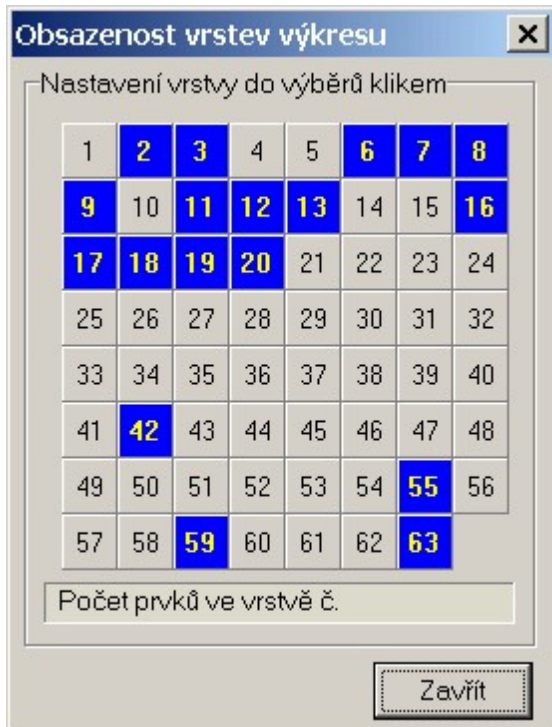 Obsazenost vrstev výkresu
Nastavení vrstvy do výběrů klikem
1 2 3 4 5 6 7 8
9 10 11 12 13 14 15 16
17 18 19 20 21 22 23 24
25 26 27 28 29 30 31 32
33 34 35 36 37 38 39 40
41 42 43 44 45 46 47 48
49 50 51 52 53 54 55 56
57 58 59 60 61 62 63
Počet prvků ve vrstvě č.
Zavřít